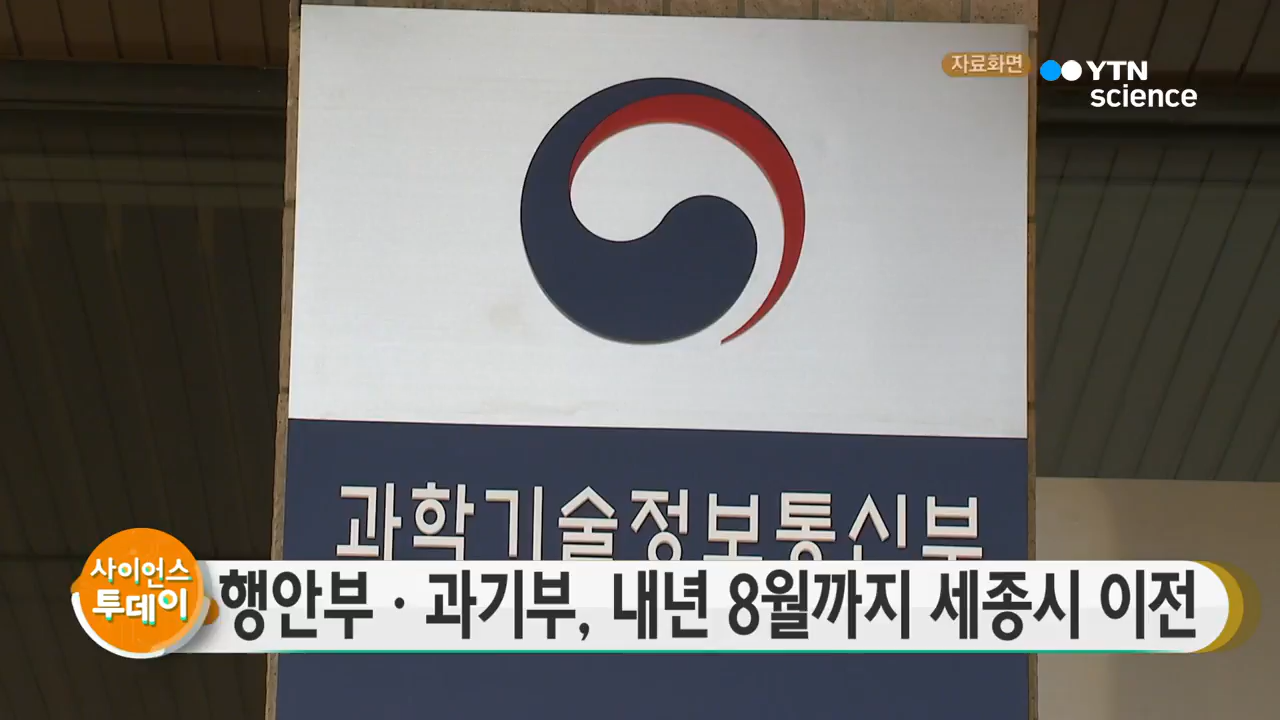 자료화면
YTN
science
과학기술정보통신부
사이언스
투데이
행안부·과기부, 내년 8월까지 세종시 이전